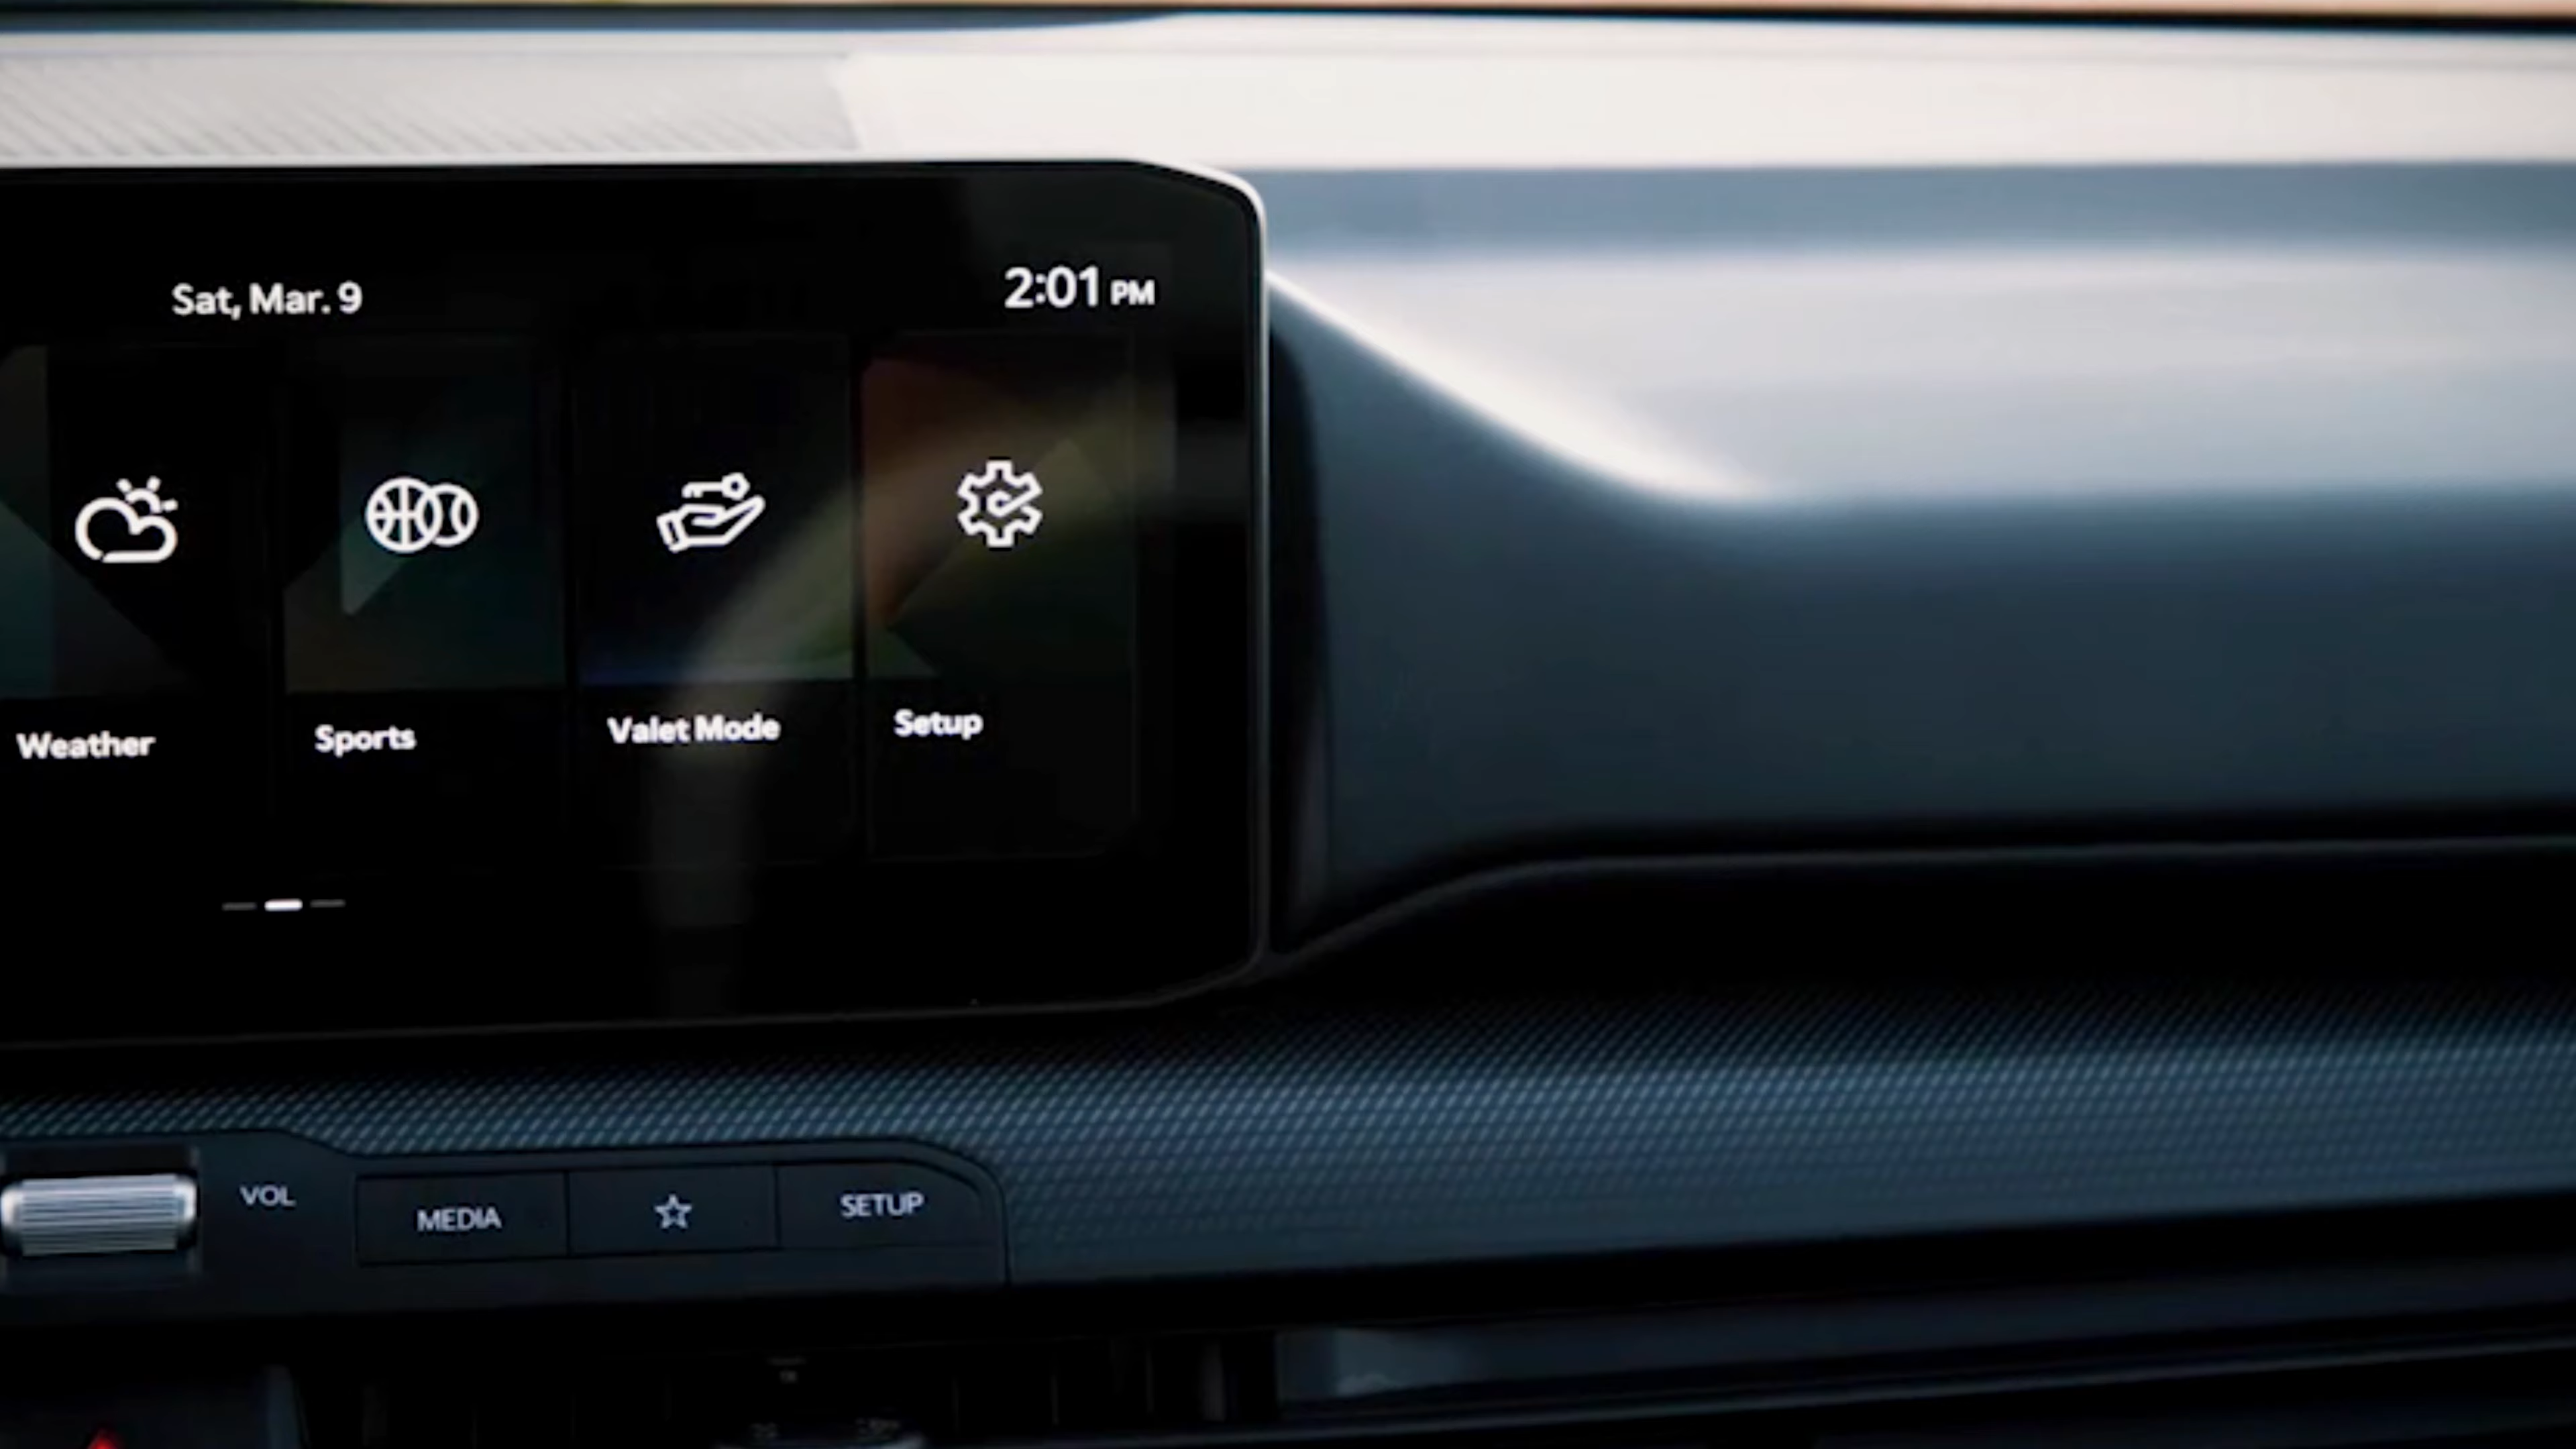 Sat, Mar. 9
2:01 PM
Weather
Sports
Valet Mode
Setup
VOL
MEDIA
SETUP